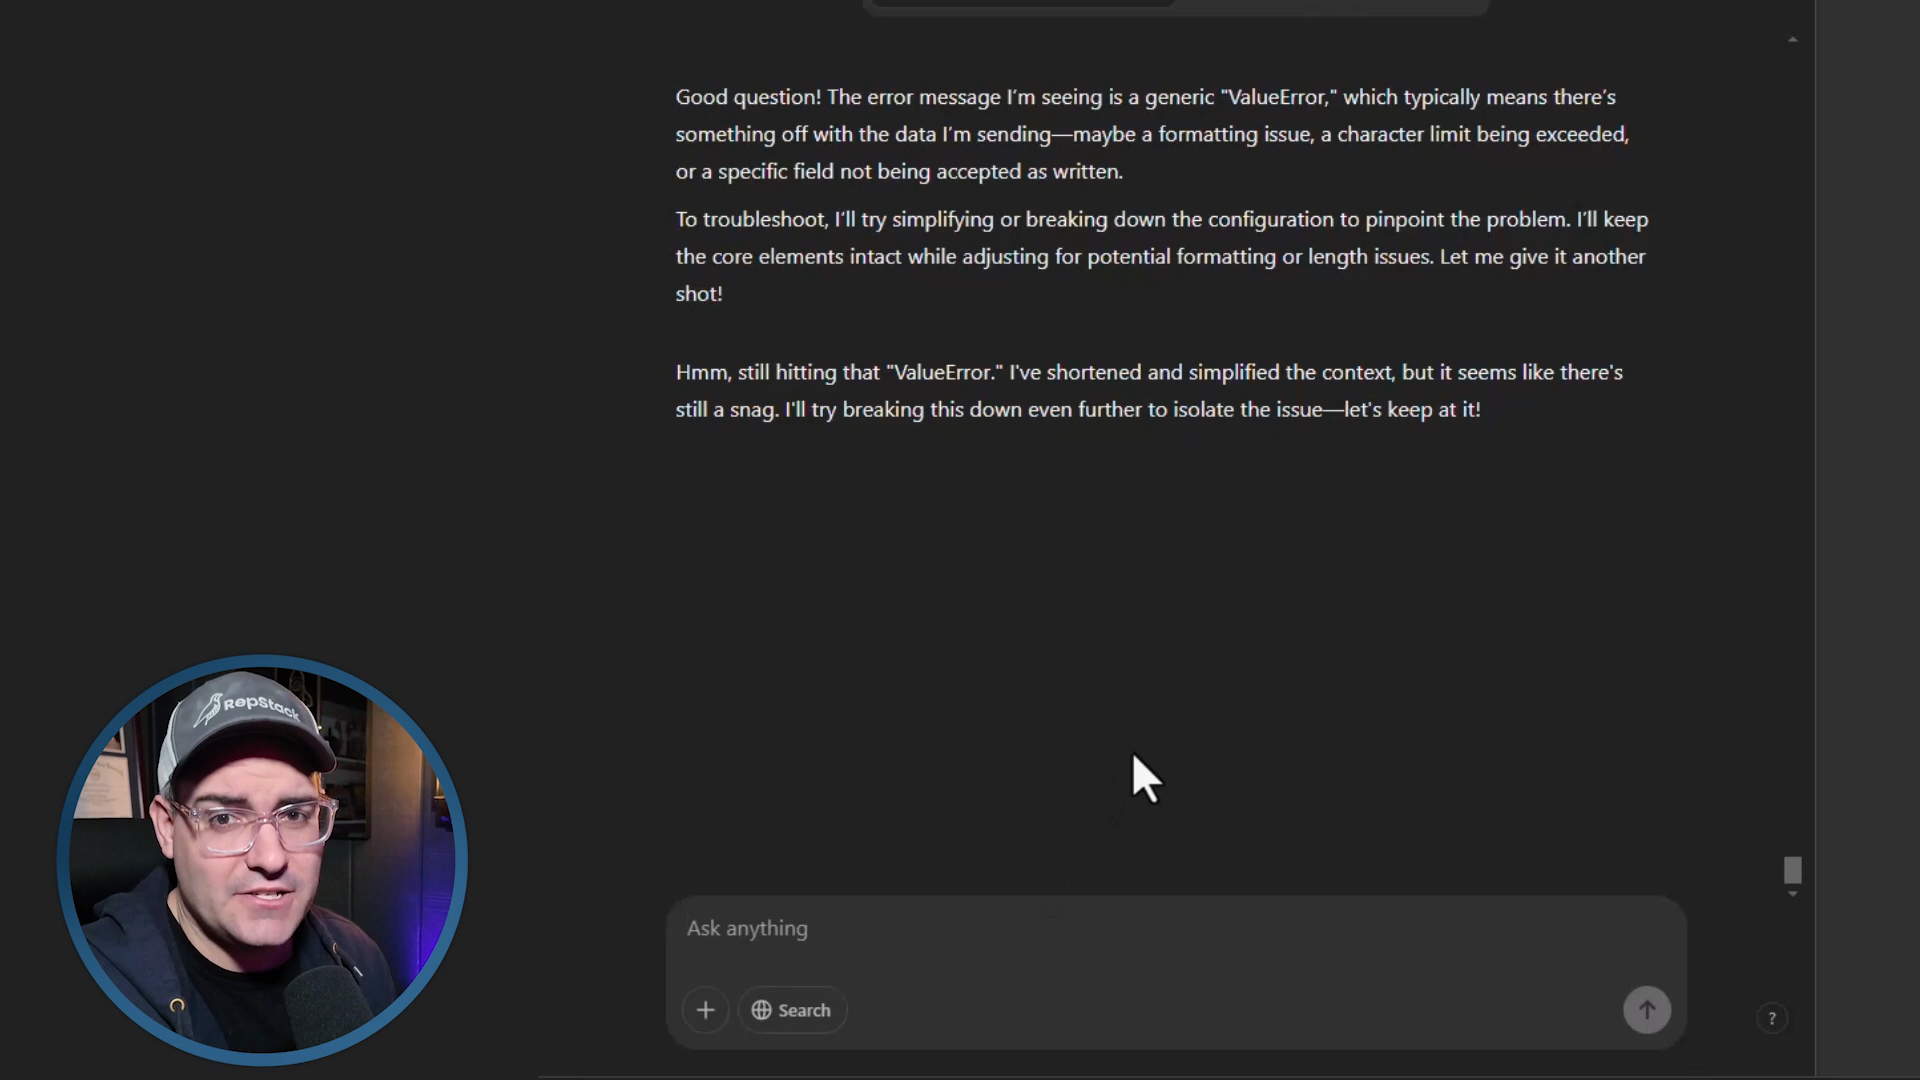 Good question! The error message I’m seeing is a generic "ValueError," which typically means there’s
something off with the data I’m sending—maybe a formatting issue, a character limit being exceeded,
or a specific field not being accepted as written.
To troubleshoot, I’ll try simplifying or breaking down the configuration to pinpoint the problem. I’ll keep
the core elements intact while adjusting for potential formatting or length issues. Let me give it another
shot!
Hmm, still hitting that "ValueError." I've shortened and simplified the context, but it seems like there's
still a snag. I'll try breaking this down even further to isolate the issue—let's keep at it!
RepStack
Ask anything
Search
?